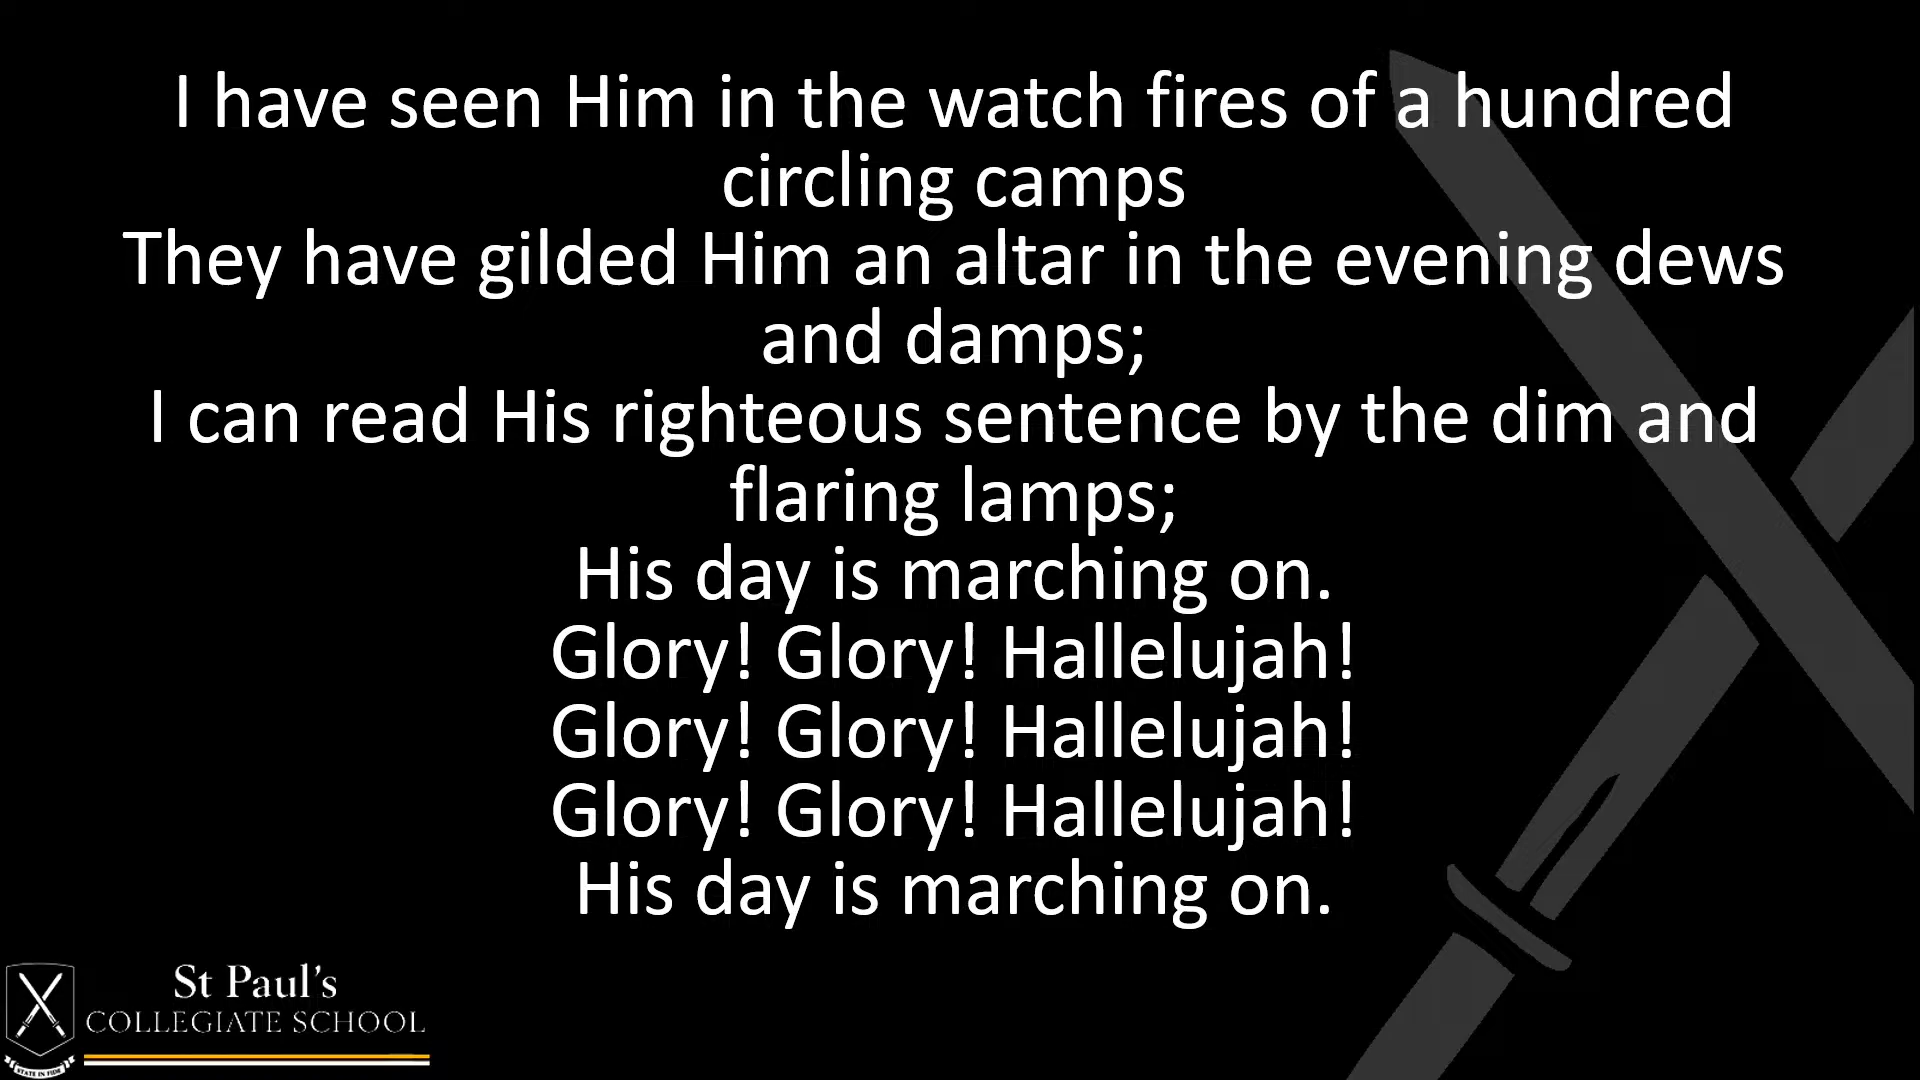 I have seen Him in the watch fires of a hundred
circling camps
They have gilded Him an altar in the evening dews
and damps;
I can read His righteous sentence by the dim and
flaring lamps;
His day is marching on.
Glory! Glory! Hallelujah!
Glory! Glory! Hallelujah!
Glory! Glory! Hallelujah!
His day is marching on.
St Paul's
COLLEGIATE SCHOOL
STATE IN FIDE